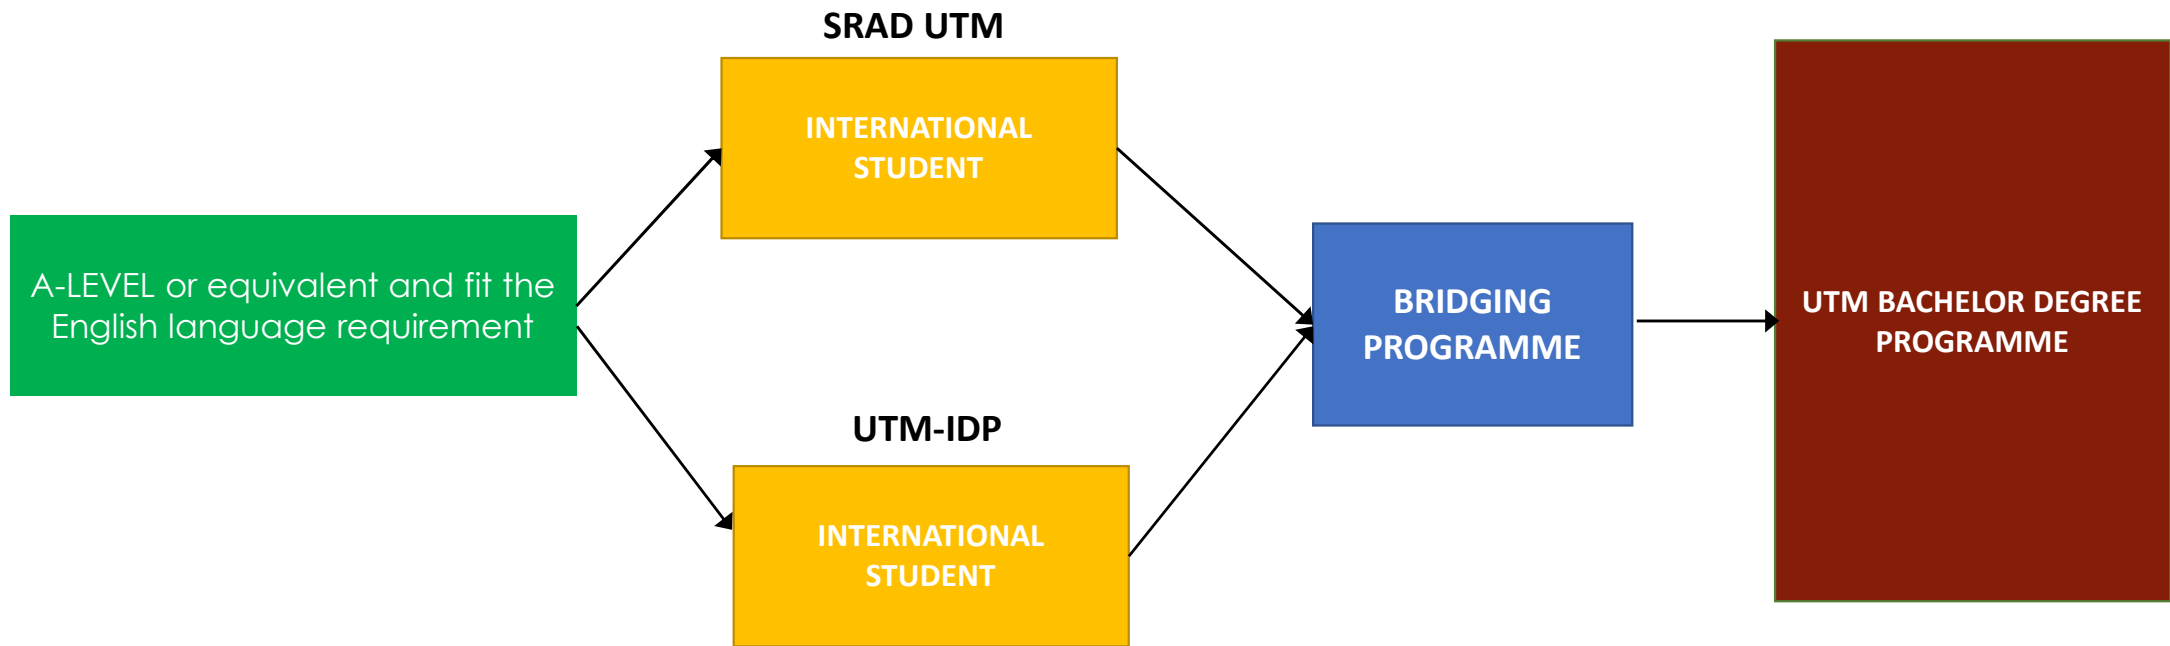 SRAD UTM
INTERNATIONAL
STUDENT
A-LEVEL or equivalent and fit the
English language requirement
UTM-IDP
INTERNATIONAL
STUDENT
BRIDGING
PROGRAMME
UTM BACHELOR DEGREE
PROGRAMME